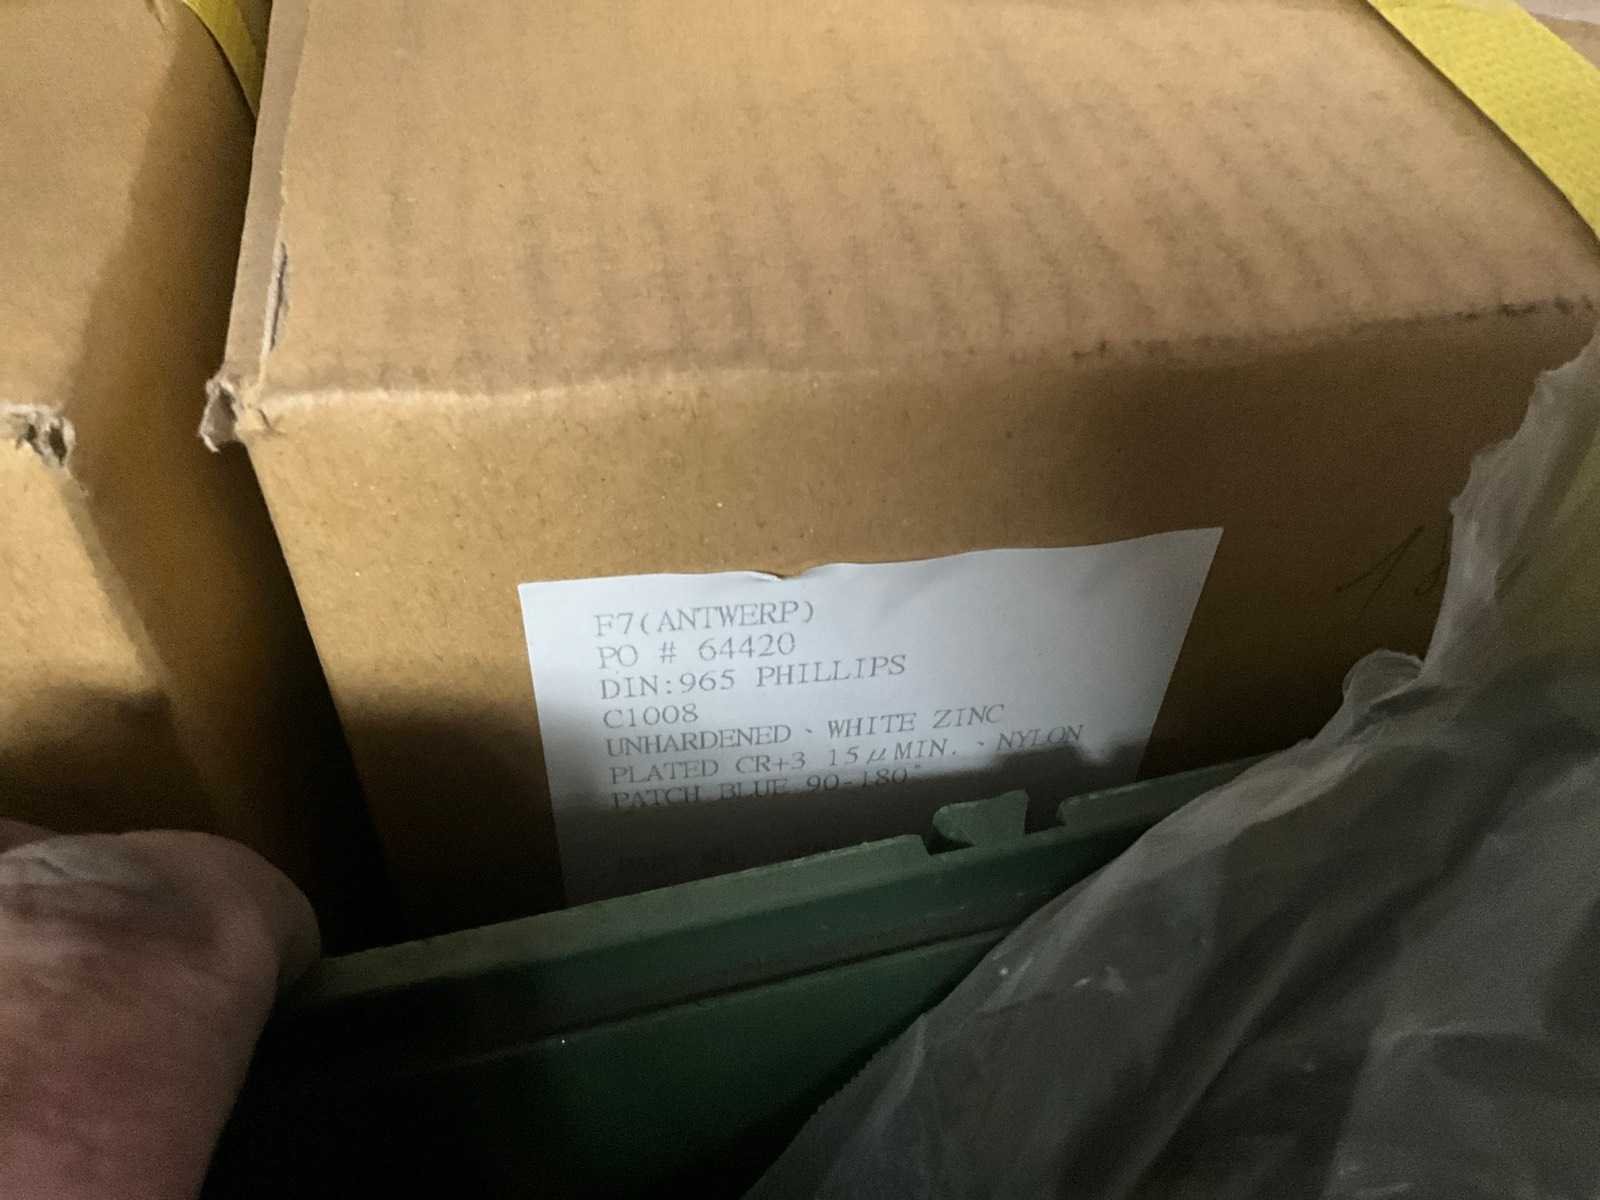 F7(ANTWERP)
PO # 64420
DIN:965 PHILLIPS
C1008
UNHARDENED、WHITE ZINC
PLATED CR+3 15μMIN.、NYLON
PATCH BLUE 90-180°